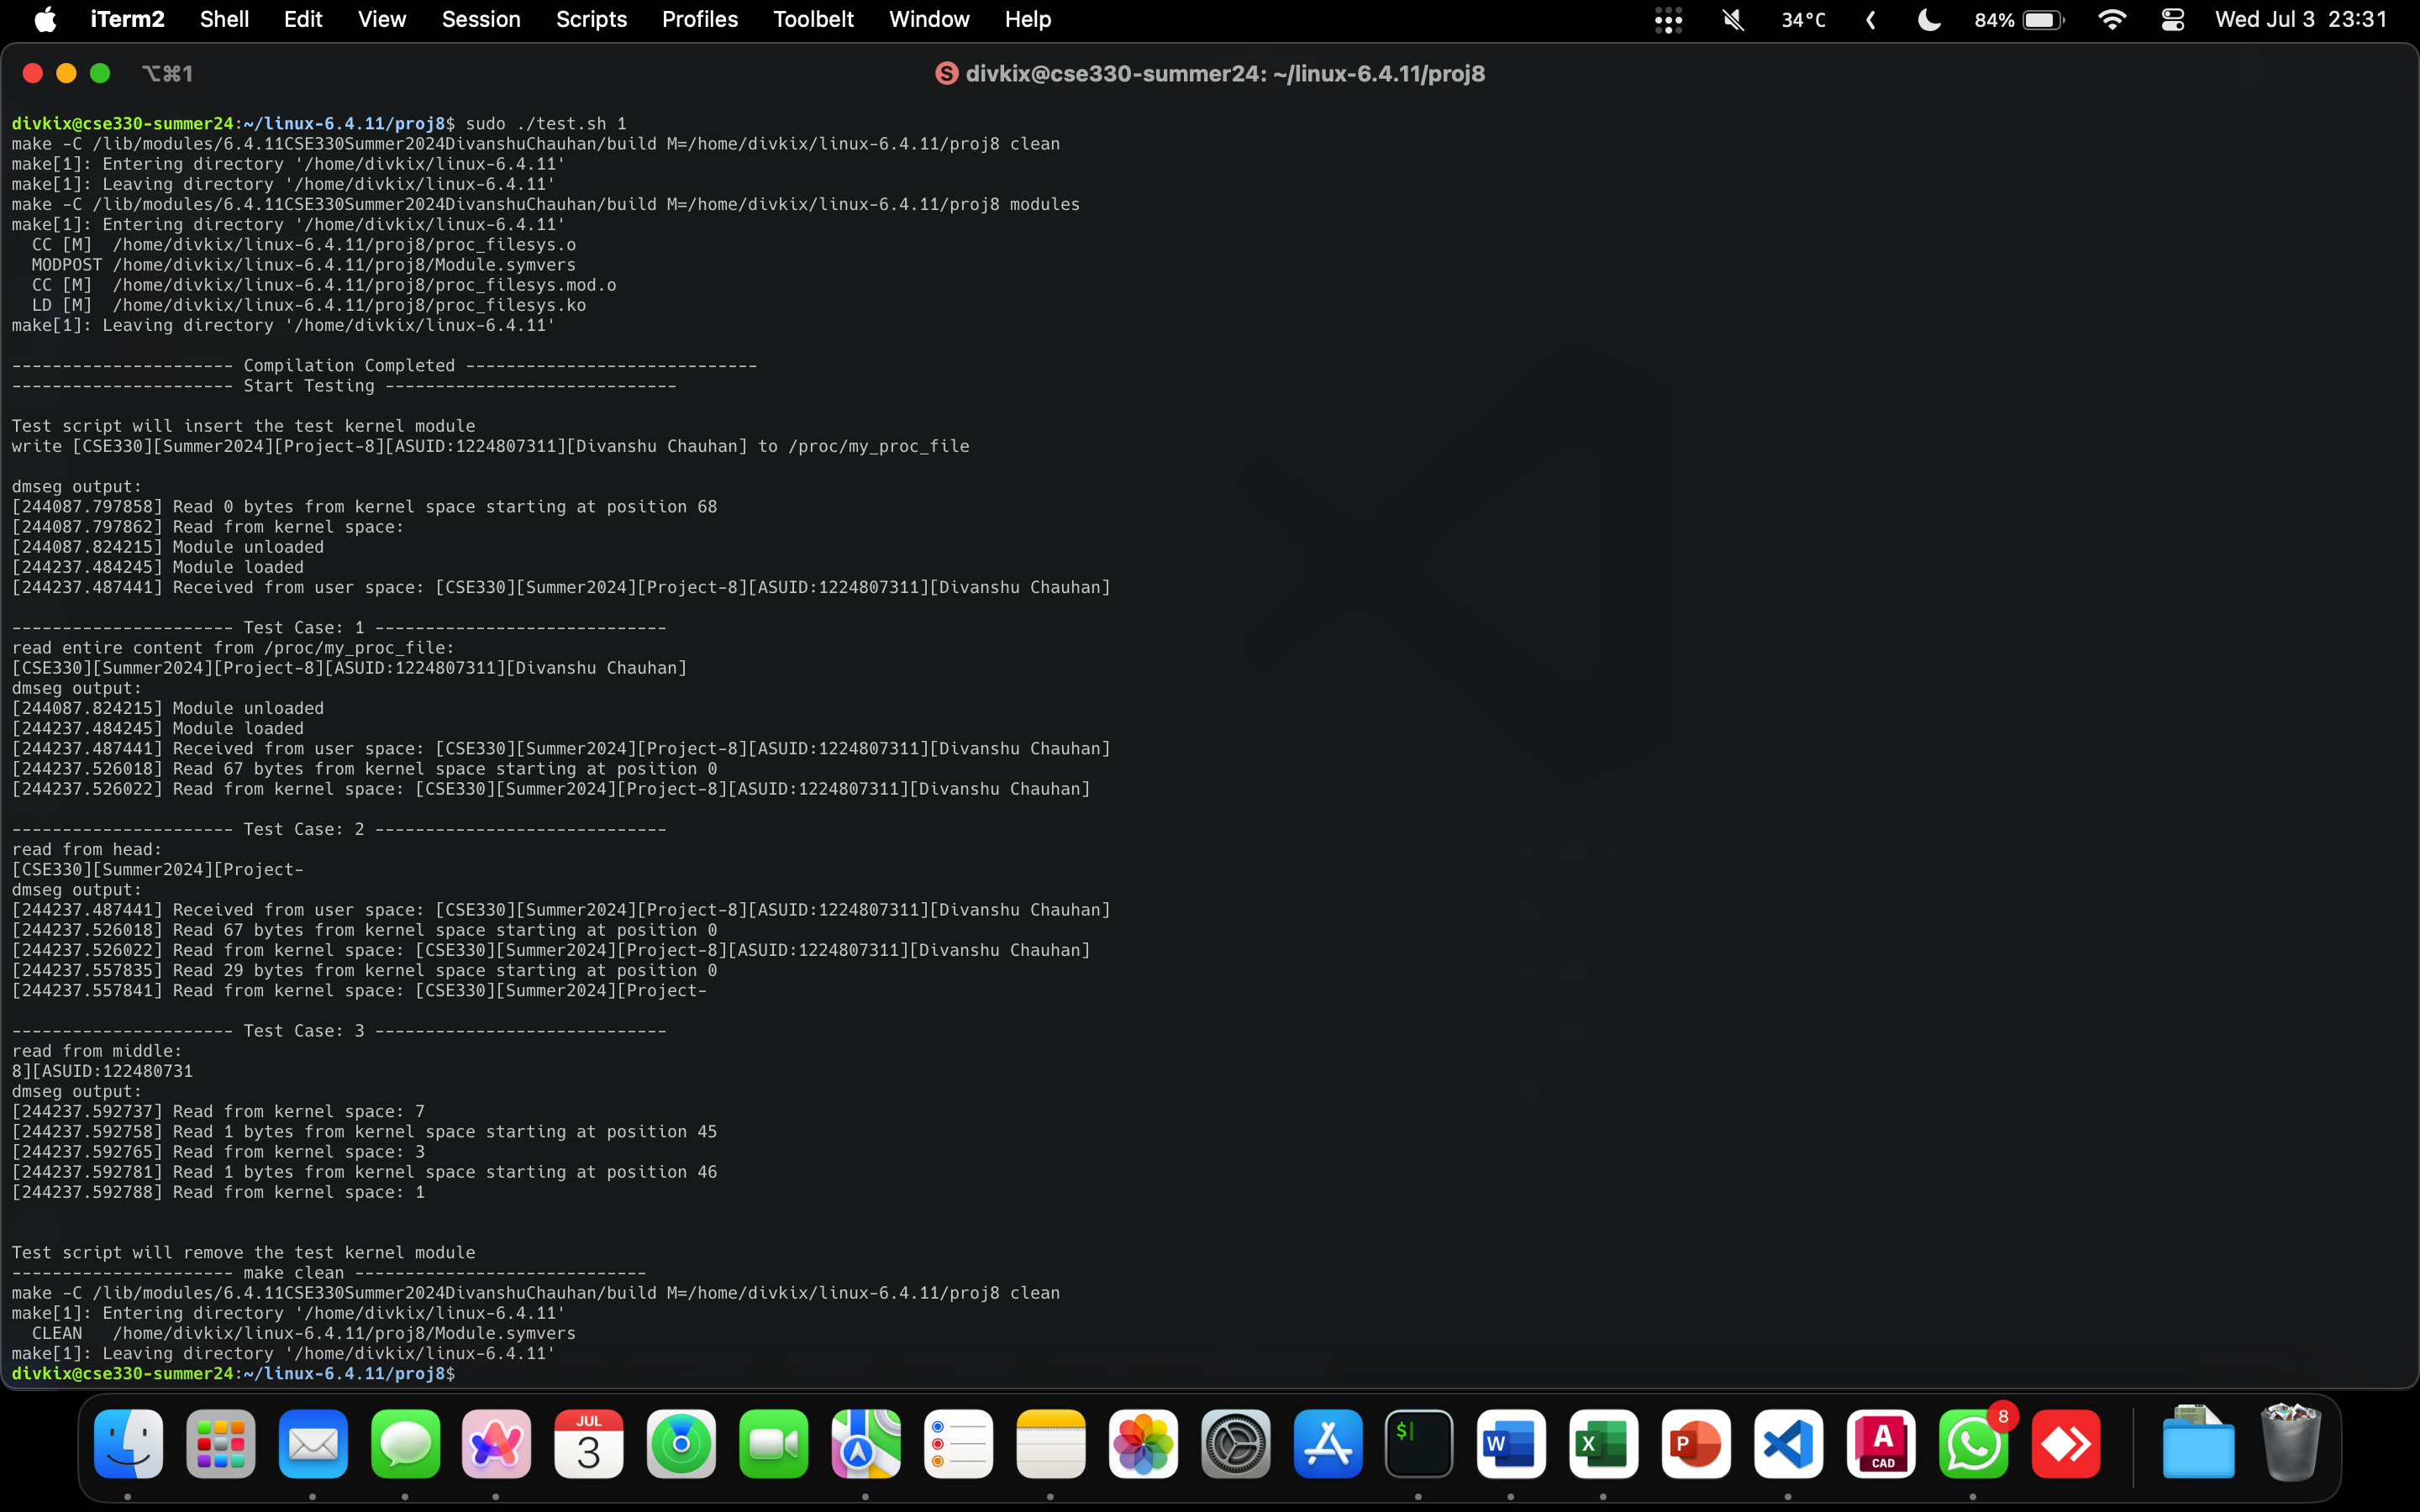 iTerm2 Shell Edit View Session Scripts Profiles Toolbelt Window Help 34°C 84% Wed Jul 3 23:31
⌥⌘1 S divkix@cse330-summer24: ~/linux-6.4.11/proj8
divkix@cse330-summer24:~/linux-6.4.11/proj8$ sudo ./test.sh 1
make -C /lib/modules/6.4.11CSE330Summer2024DivanshuChauhan/build M=/home/divkix/linux-6.4.11/proj8 clean
make[1]: Entering directory '/home/divkix/linux-6.4.11'
make[1]: Leaving directory '/home/divkix/linux-6.4.11'
make -C /lib/modules/6.4.11CSE330Summer2024DivanshuChauhan/build M=/home/divkix/linux-6.4.11/proj8 modules
make[1]: Entering directory '/home/divkix/linux-6.4.11'
  CC [M]  /home/divkix/linux-6.4.11/proj8/proc_filesys.o
  MODPOST /home/divkix/linux-6.4.11/proj8/Module.symvers
  CC [M]  /home/divkix/linux-6.4.11/proj8/proc_filesys.mod.o
  LD [M]  /home/divkix/linux-6.4.11/proj8/proc_filesys.ko
make[1]: Leaving directory '/home/divkix/linux-6.4.11'
---------------------- Compilation Completed -----------------------------
---------------------- Start Testing -----------------------------
Test script will insert the test kernel module
write [CSE330][Summer2024][Project-8][ASUID:1224807311][Divanshu Chauhan] to /proc/my_proc_file
dmseg output:
[244087.797858] Read 0 bytes from kernel space starting at position 68
[244087.797862] Read from kernel space:
[244087.824215] Module unloaded
[244237.484245] Module loaded
[244237.487441] Received from user space: [CSE330][Summer2024][Project-8][ASUID:1224807311][Divanshu Chauhan]
---------------------- Test Case: 1 -----------------------------
read entire content from /proc/my_proc_file:
[CSE330][Summer2024][Project-8][ASUID:1224807311][Divanshu Chauhan]
dmseg output:
[244087.824215] Module unloaded
[244237.484245] Module loaded
[244237.487441] Received from user space: [CSE330][Summer2024][Project-8][ASUID:1224807311][Divanshu Chauhan]
[244237.526018] Read 67 bytes from kernel space starting at position 0
[244237.526022] Read from kernel space: [CSE330][Summer2024][Project-8][ASUID:1224807311][Divanshu Chauhan]
---------------------- Test Case: 2 -----------------------------
read from head:
[CSE330][Summer2024][Project-
dmseg output:
[244237.487441] Received from user space: [CSE330][Summer2024][Project-8][ASUID:1224807311][Divanshu Chauhan]
[244237.526018] Read 67 bytes from kernel space starting at position 0
[244237.526022] Read from kernel space: [CSE330][Summer2024][Project-8][ASUID:1224807311][Divanshu Chauhan]
[244237.557835] Read 29 bytes from kernel space starting at position 0
[244237.557841] Read from kernel space: [CSE330][Summer2024][Project-
---------------------- Test Case: 3 -----------------------------
read from middle:
8][ASUID:122480731
dmseg output:
[244237.592737] Read from kernel space: 7
[244237.592758] Read 1 bytes from kernel space starting at position 45
[244237.592765] Read from kernel space: 3
[244237.592781] Read 1 bytes from kernel space starting at position 46
[244237.592788] Read from kernel space: 1
Test script will remove the test kernel module
---------------------- make clean -----------------------------
make -C /lib/modules/6.4.11CSE330Summer2024DivanshuChauhan/build M=/home/divkix/linux-6.4.11/proj8 clean
make[1]: Entering directory '/home/divkix/linux-6.4.11'
  CLEAN   /home/divkix/linux-6.4.11/proj8/Module.symvers
make[1]: Leaving directory '/home/divkix/linux-6.4.11'
divkix@cse330-summer24:~/linux-6.4.11/proj8$
JUL 3 $ W X P A CAD 8